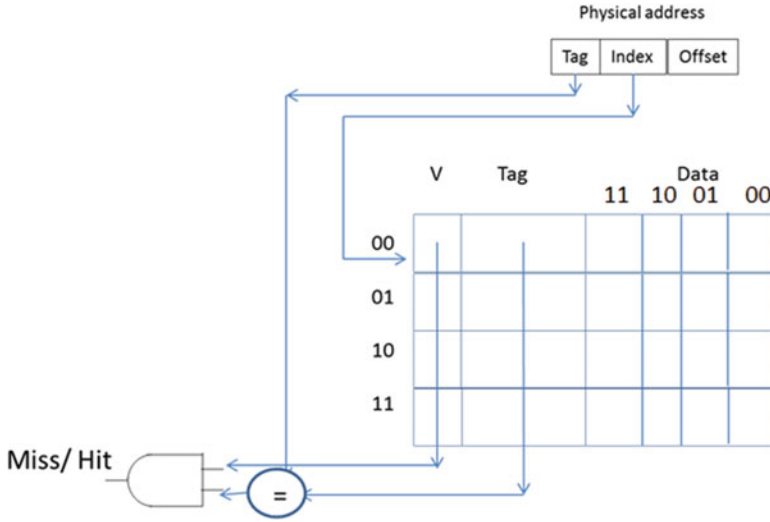 Physical address
Tag Index Offset
V Tag Data
11 10 01 00
00
01
10
11
Miss/ Hit
=